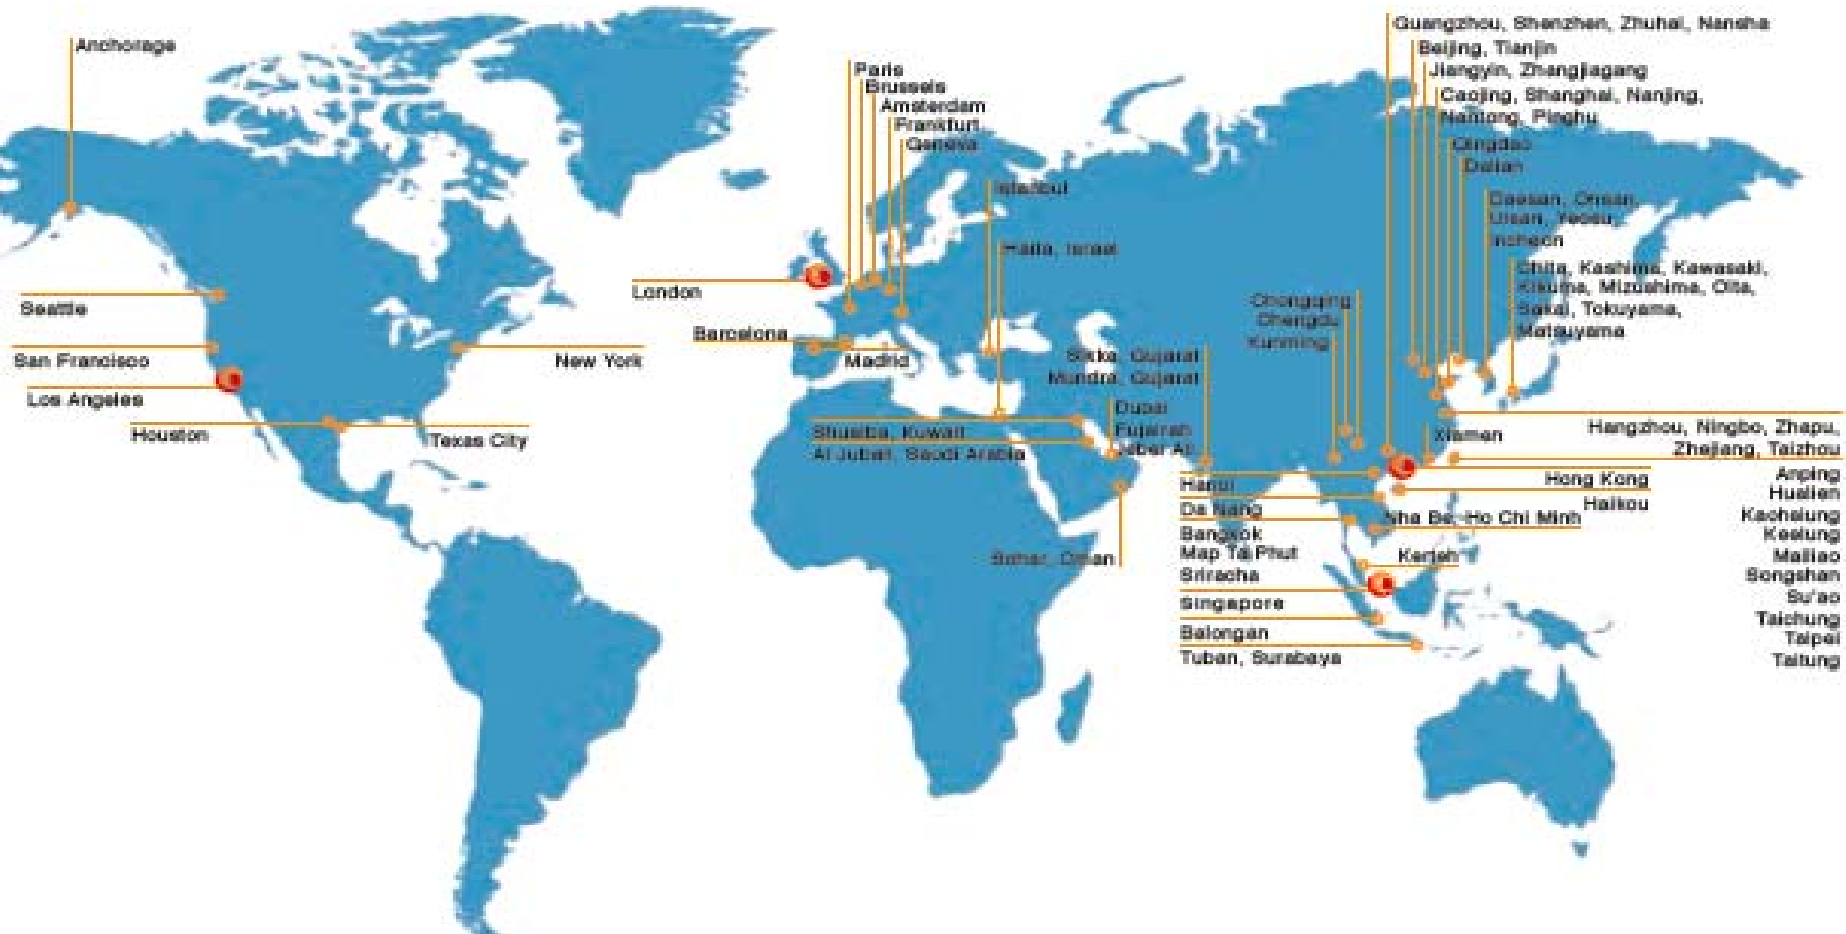 Anchorage
Seattle
San Francisco
Los Angeles
Houston
Texas City
New York
London
Barcelona
Madrid
Paris
Brussels
Amsterdam
Frankfurt
Geneva
Istanbul
Haifa, Israel
Shuaiba, Kuwait
Al Jubail, Saudi Arabia
Dubai
Fujairah
Jeber Ali
Sohar, Oman
Sikka, Gujarat
Mundra, Gujarat
Chongqing
Chengdu
Kunming
Guangzhou, Shenzhen, Zhuhai, Nansha
Beijing, Tianjin
Jiangyin, Zhangjiagang
Caojing, Shanghai, Nanjing,
Nantong, Pinghu
Qingdao
Dalian
Daesan, Onsan,
Ulsan, Yeosu,
Incheon
Chita, Kashima, Kawasaki,
Kikuma, Mizushima, Oita,
Sakai, Tokuyama,
Matsuyama
Xiamen
Hangzhou, Ningbo, Zhapu,
Zhejiang, Taizhou
Hong Kong
Haikou
Anping
Hualien
Kaohsiung
Keelung
Mailiao
Songshan
Su'ao
Taichung
Taipei
Taitung
Hanoi
Da Nang
Nha Be, Ho Chi Minh
Bangkok
Map Ta Phut
Sriracha
Kerteh
Singapore
Balongan
Tuban, Surabaya